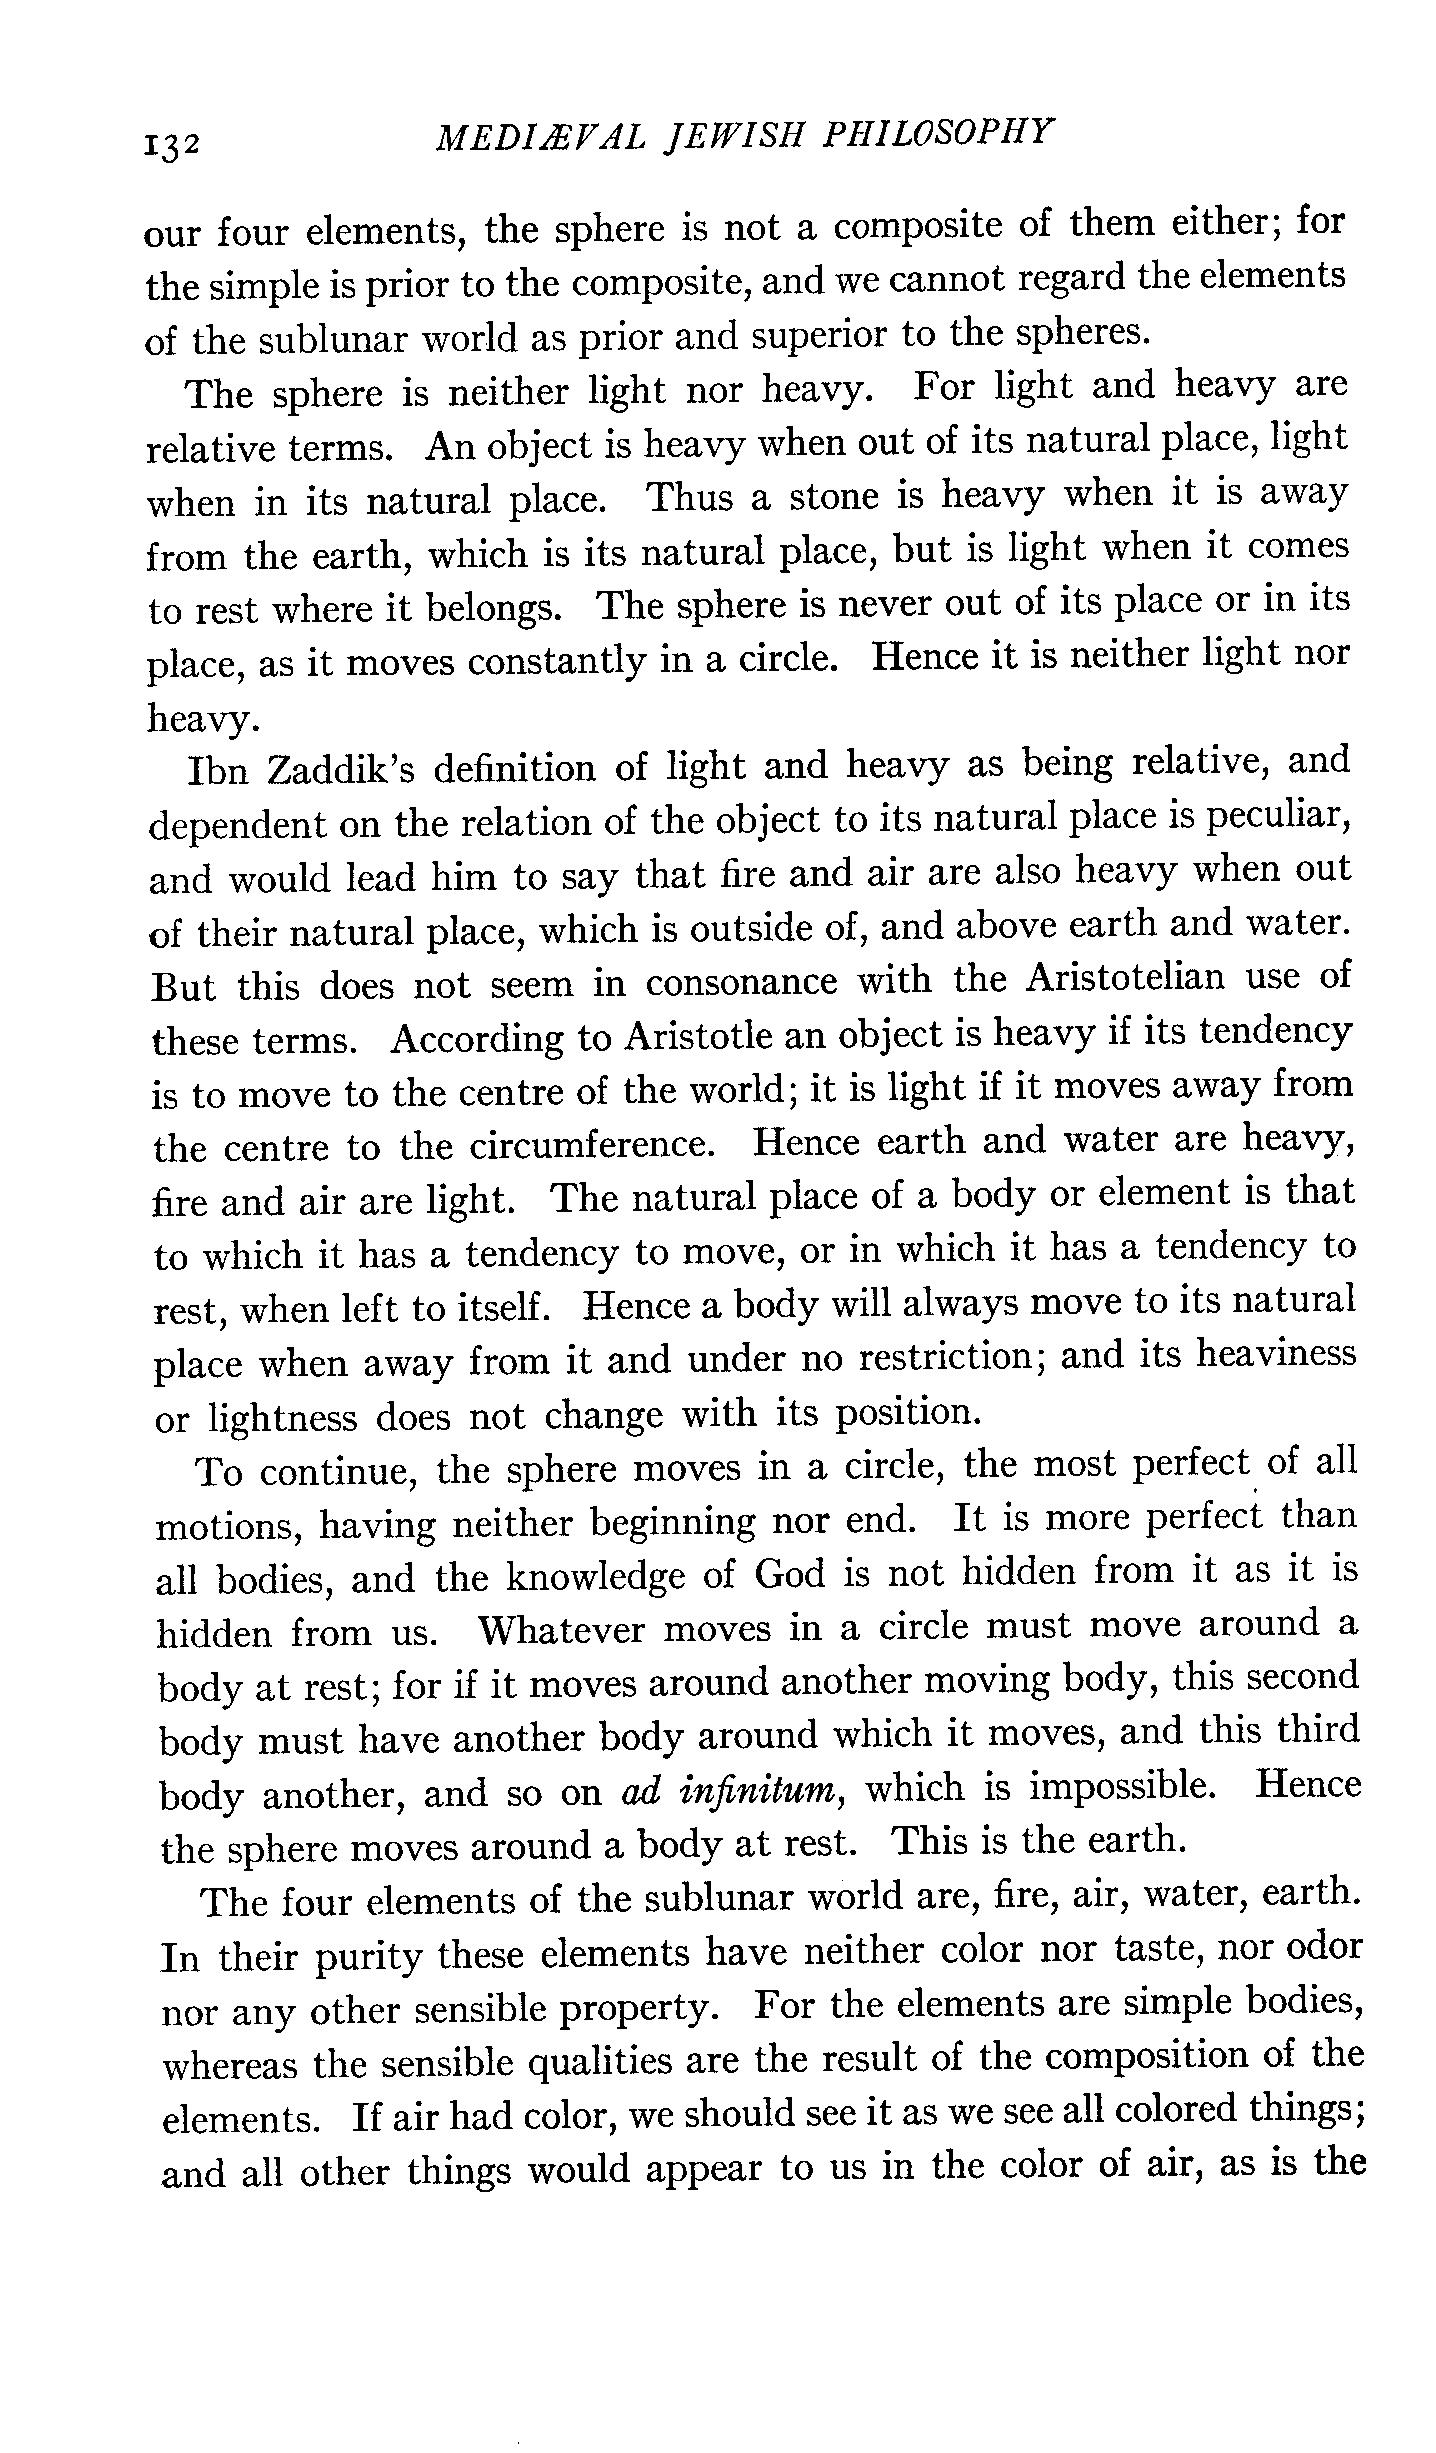 132 MEDIÆVAL JEWISH PHILOSOPHY
our four elements, the sphere is not a composite of them either; for
the simple is prior to the composite, and we cannot regard the elements
of the sublunar world as prior and superior to the spheres.
The sphere is neither light nor heavy. For light and heavy are
relative terms. An object is heavy when out of its natural place, light
when in its natural place. Thus a stone is heavy when it is away
from the earth, which is its natural place, but is light when it comes
to rest where it belongs. The sphere is never out of its place or in its
place, as it moves constantly in a circle. Hence it is neither light nor
heavy.
Ibn Zaddik's definition of light and heavy as being relative, and
dependent on the relation of the object to its natural place is peculiar,
and would lead him to say that fire and air are also heavy when out
of their natural place, which is outside of, and above earth and water.
But this does not seem in consonance with the Aristotelian use of
these terms. According to Aristotle an object is heavy if its tendency
is to move to the centre of the world; it is light if it moves away from
the centre to the circumference. Hence earth and water are heavy,
fire and air are light. The natural place of a body or element is that
to which it has a tendency to move, or in which it has a tendency to
rest, when left to itself. Hence a body will always move to its natural
place when away from it and under no restriction; and its heaviness
or lightness does not change with its position.
To continue, the sphere moves in a circle, the most perfect of all
motions, having neither beginning nor end. It is more perfect than
all bodies, and the knowledge of God is not hidden from it as it is
hidden from us. Whatever moves in a circle must move around a
body at rest; for if it moves around another moving body, this second
body must have another body around which it moves, and this third
body another, and so on ad infinitum, which is impossible. Hence
the sphere moves around a body at rest. This is the earth.
The four elements of the sublunar world are, fire, air, water, earth.
In their purity these elements have neither color nor taste, nor odor
nor any other sensible property. For the elements are simple bodies,
whereas the sensible qualities are the result of the composition of the
elements. If air had color, we should see it as we see all colored things;
and all other things would appear to us in the color of air, as is the